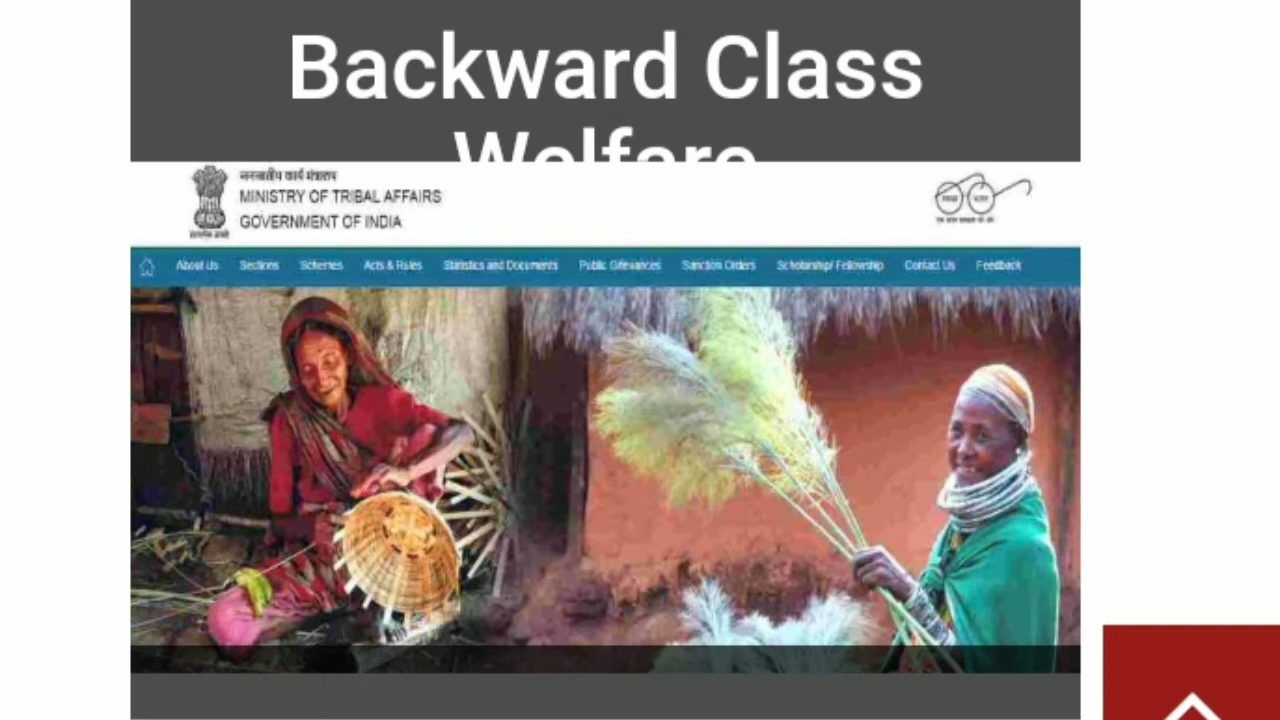 Backward Class
Welfare
जनजातीय कार्य मंत्रालय
MINISTRY OF TRIBAL AFFAIRS
GOVERNMENT OF INDIA
About Us Sections Schemes Acts & Rules Statistics and Documents Public Grievances Sanction Orders Scholarship/ Fellowship Contact Us Feedback